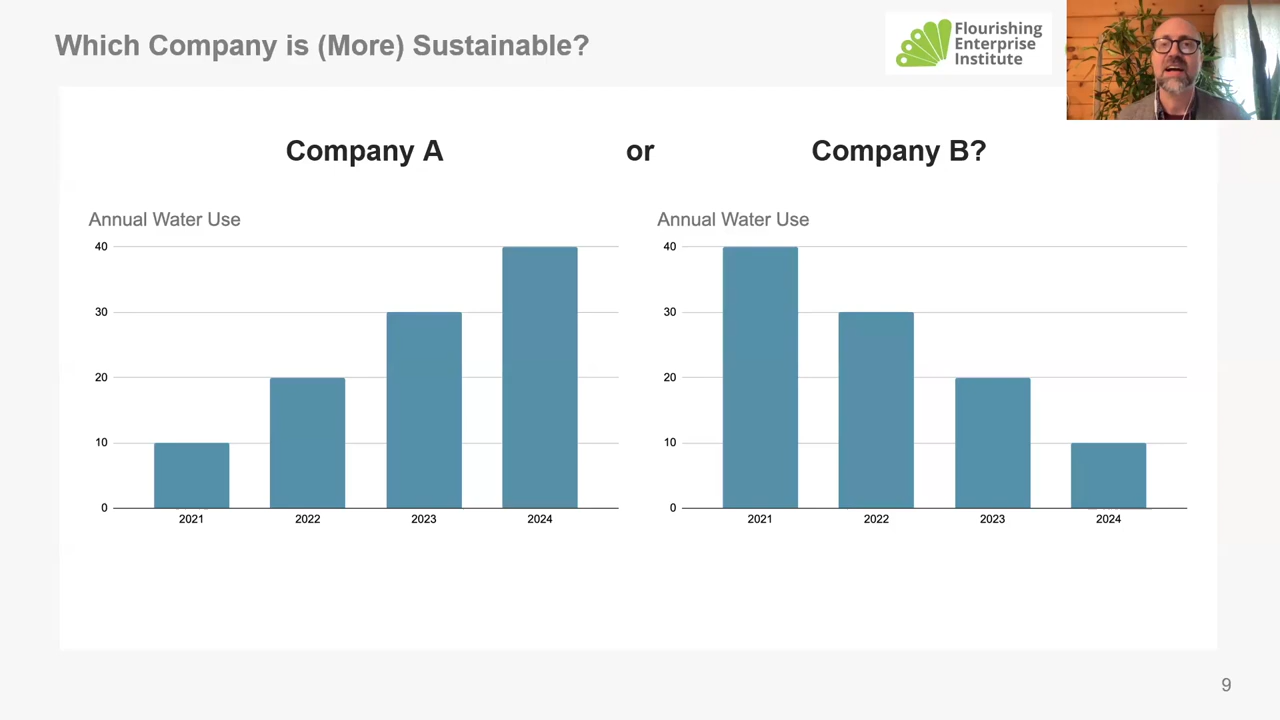 Which Company is (More) Sustainable?
Flourishing
Enterprise
Institute
Company A or Company B?
Annual Water Use
40
30
20
10
0
2021 2022 2023 2024
Annual Water Use
40
30
20
10
0
2021 2022 2023 2024
9